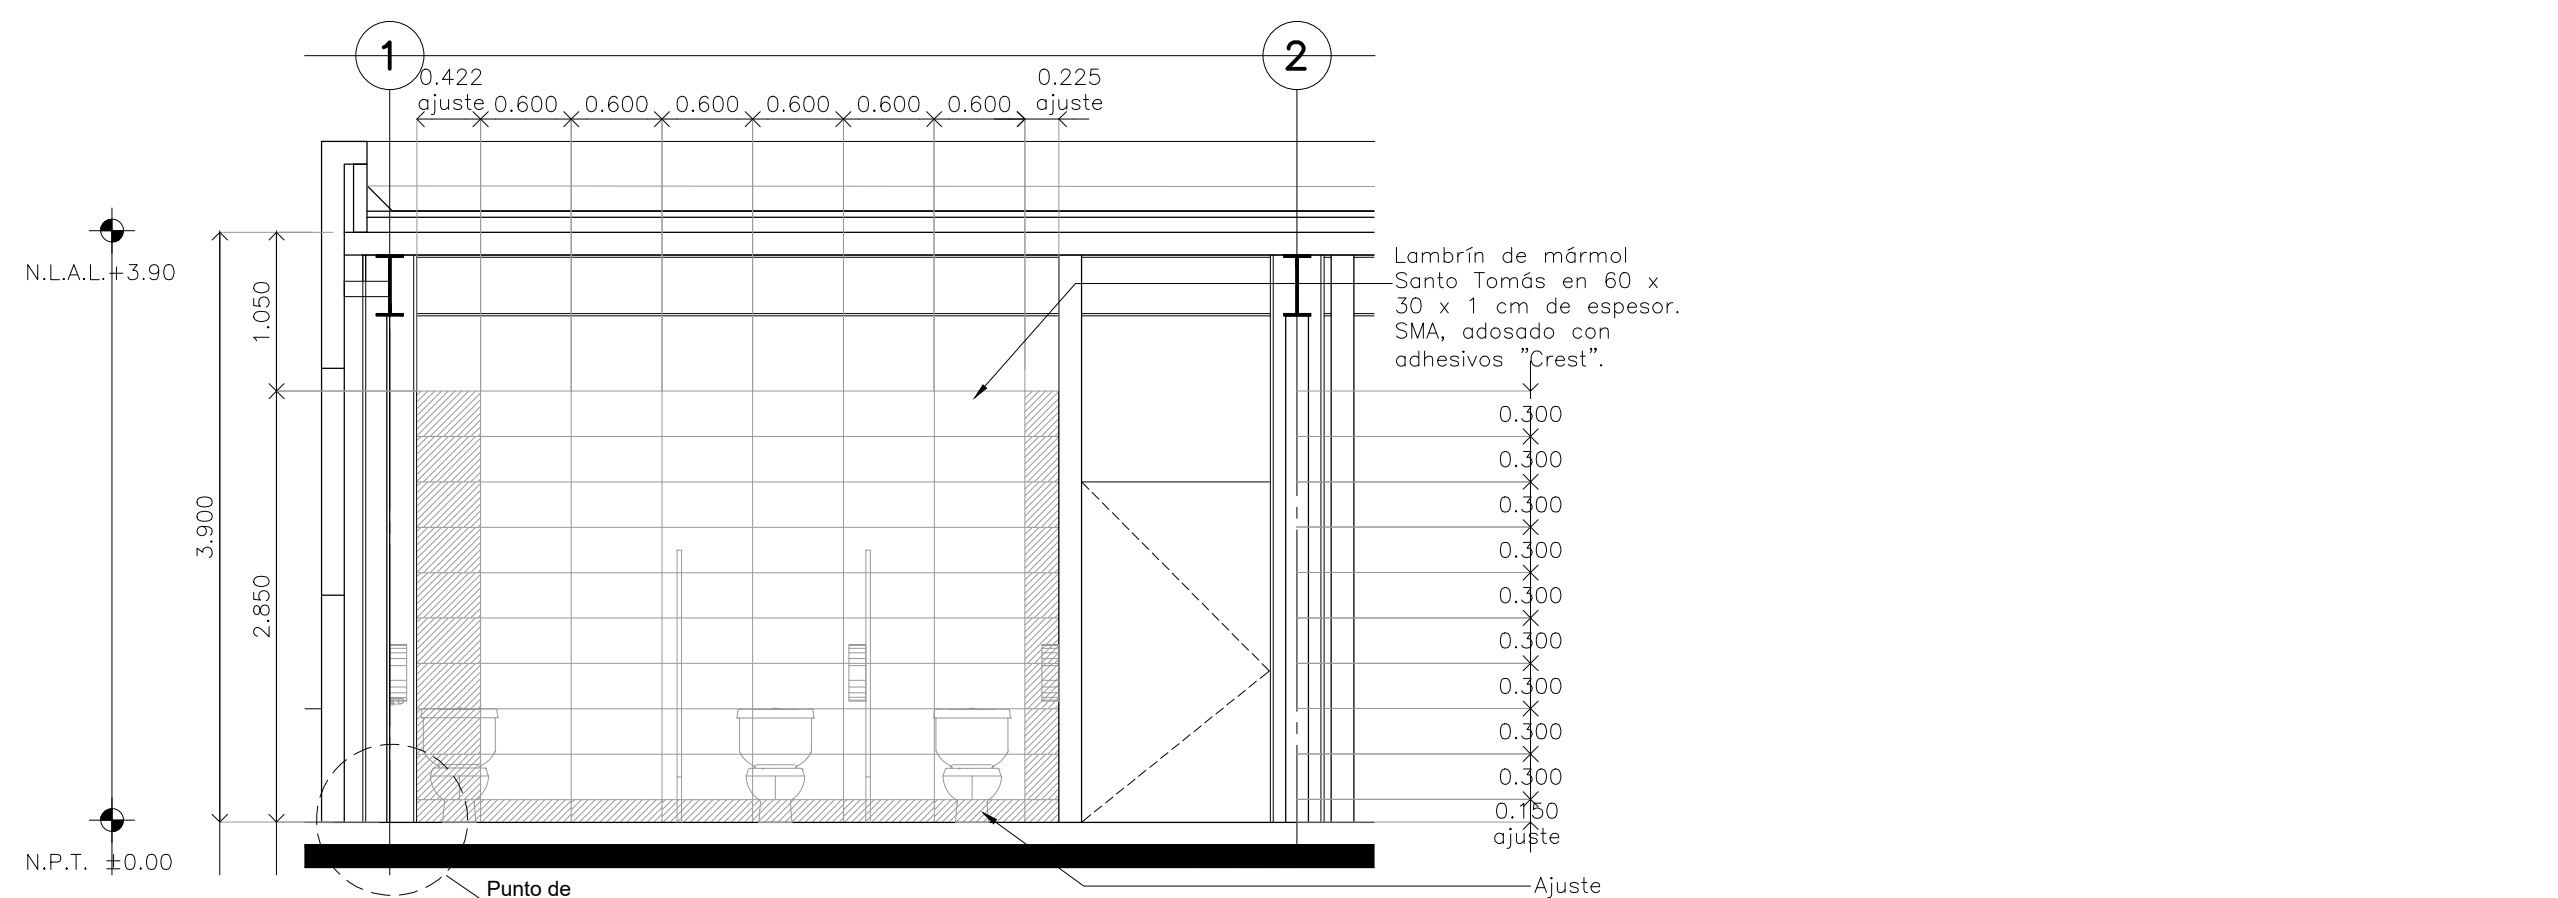 1
2
0.422
ajuste
0.600
0.600
0.600
0.600
0.600
0.600
0.225
ajuste
N.L.A.L.+3.90
1.050
3.900
2.850
Lambrín de mármol
Santo Tomás en 60 x
30 x 1 cm de espesor.
SMA, adosado con
adhesivos "Crest".
0.300
0.300
0.300
0.300
0.300
0.300
0.300
0.300
0.300
0.150
ajuste
N.P.T. ±0.00
Punto de
Ajuste